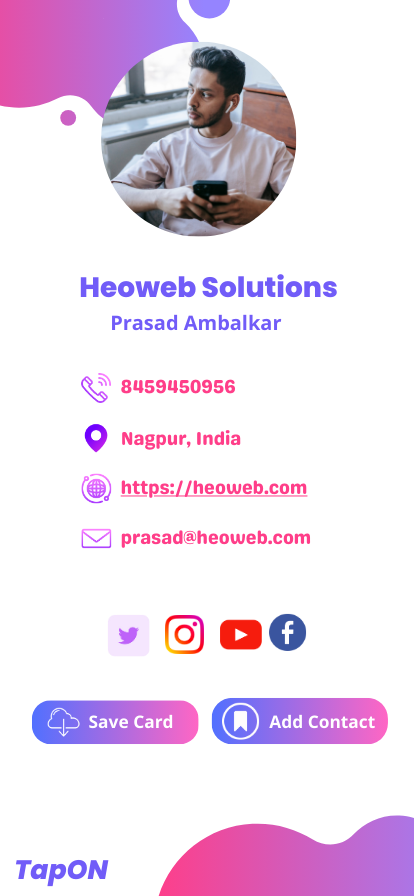 Heoweb Solutions
Prasad Ambalkar
8459450956
Nagpur, India
https://heoweb.com
prasad@heoweb.com
Save Card
Add Contact
TapON